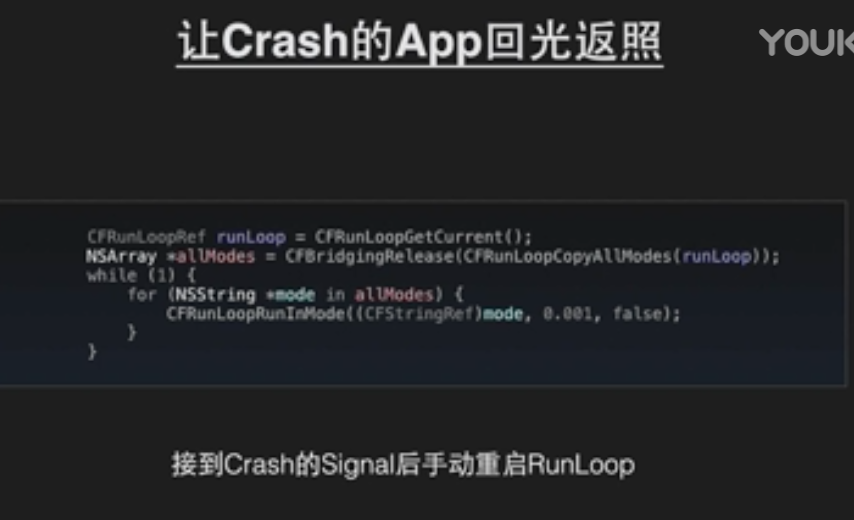 让Crash的App回光返照
YOUK
CFRunLoopRef runLoop = CFRunLoopGetCurrent();
NSArray *allModes = CFBridgingRelease(CFRunLoopCopyAllModes(runLoop));
while (1) {
    for (NSString *mode in allModes) {
        CFRunLoopRunInMode((CFStringRef)mode, 0.001, false);
    }
}
接到Crash的Signal后手动重启RunLoop